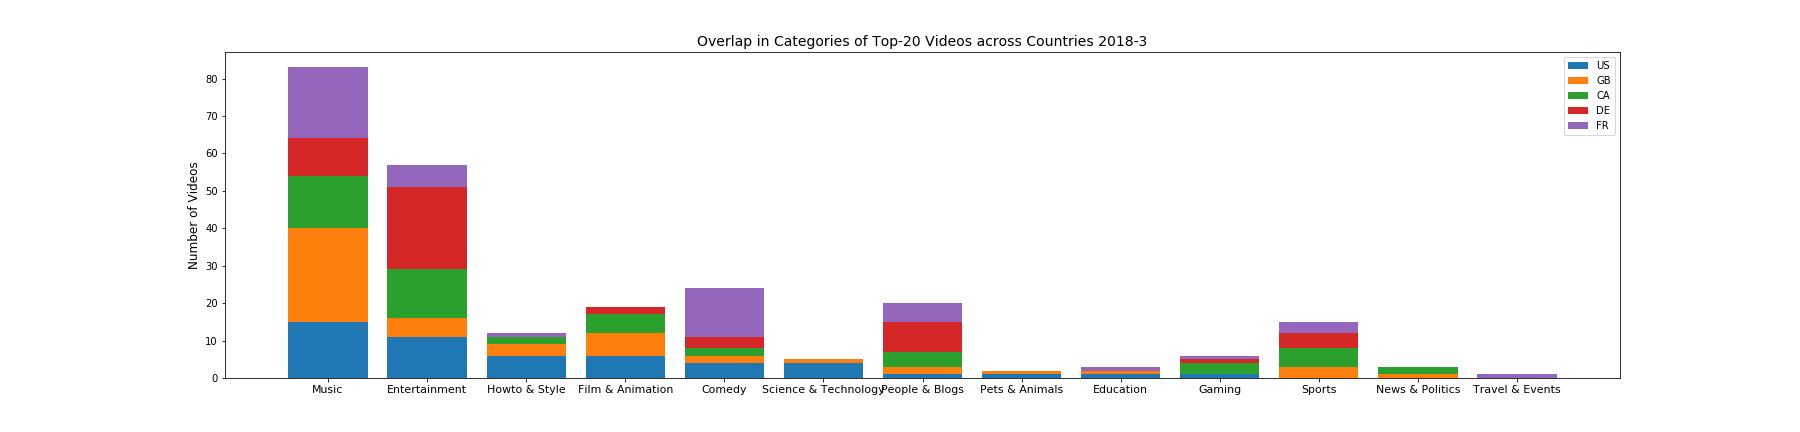 Overlap in Categories of Top-20 Videos across Countries 2018-3
US
GB
CA
DE
FR
Number of Videos
80
70
60
50
40
30
20
10
0
Music Entertainment Howto & Style Film & Animation Comedy Science & Technology People & Blogs Pets & Animals Education Gaming Sports News & Politics Travel & Events